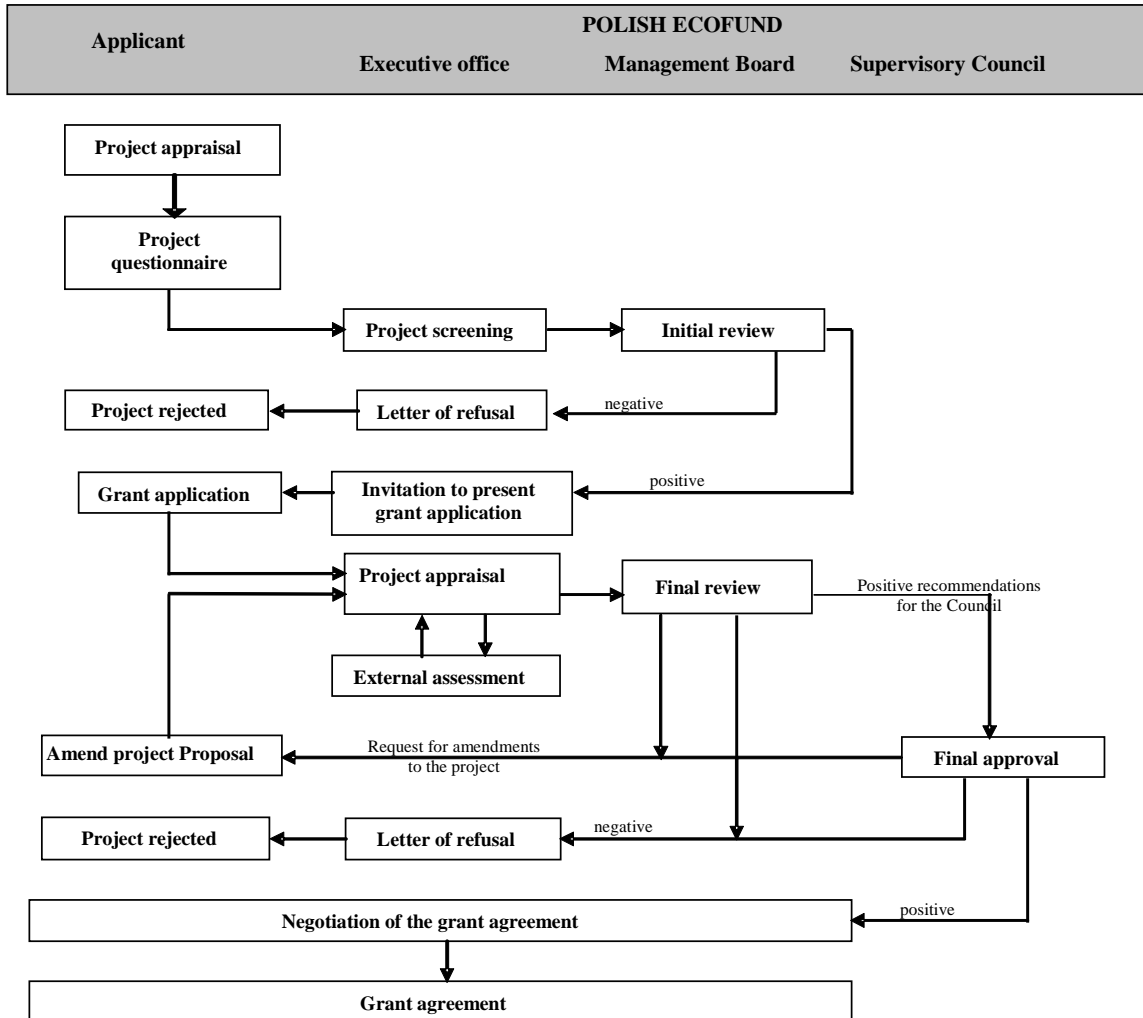 POLISH ECOFUND
Applicant
Executive office
Management Board
Supervisory Council
Project appraisal
Project
questionnaire
Project screening
Initial review
Project rejected
Letter of refusal
negative
Grant application
Invitation to present
grant application
positive
Project appraisal
Final review
Positive recommendations
for the Council
External assessment
Amend project Proposal
Request for amendments
to the project
Final approval
Project rejected
Letter of refusal
negative
Negotiation of the grant agreement
positive
Grant agreement